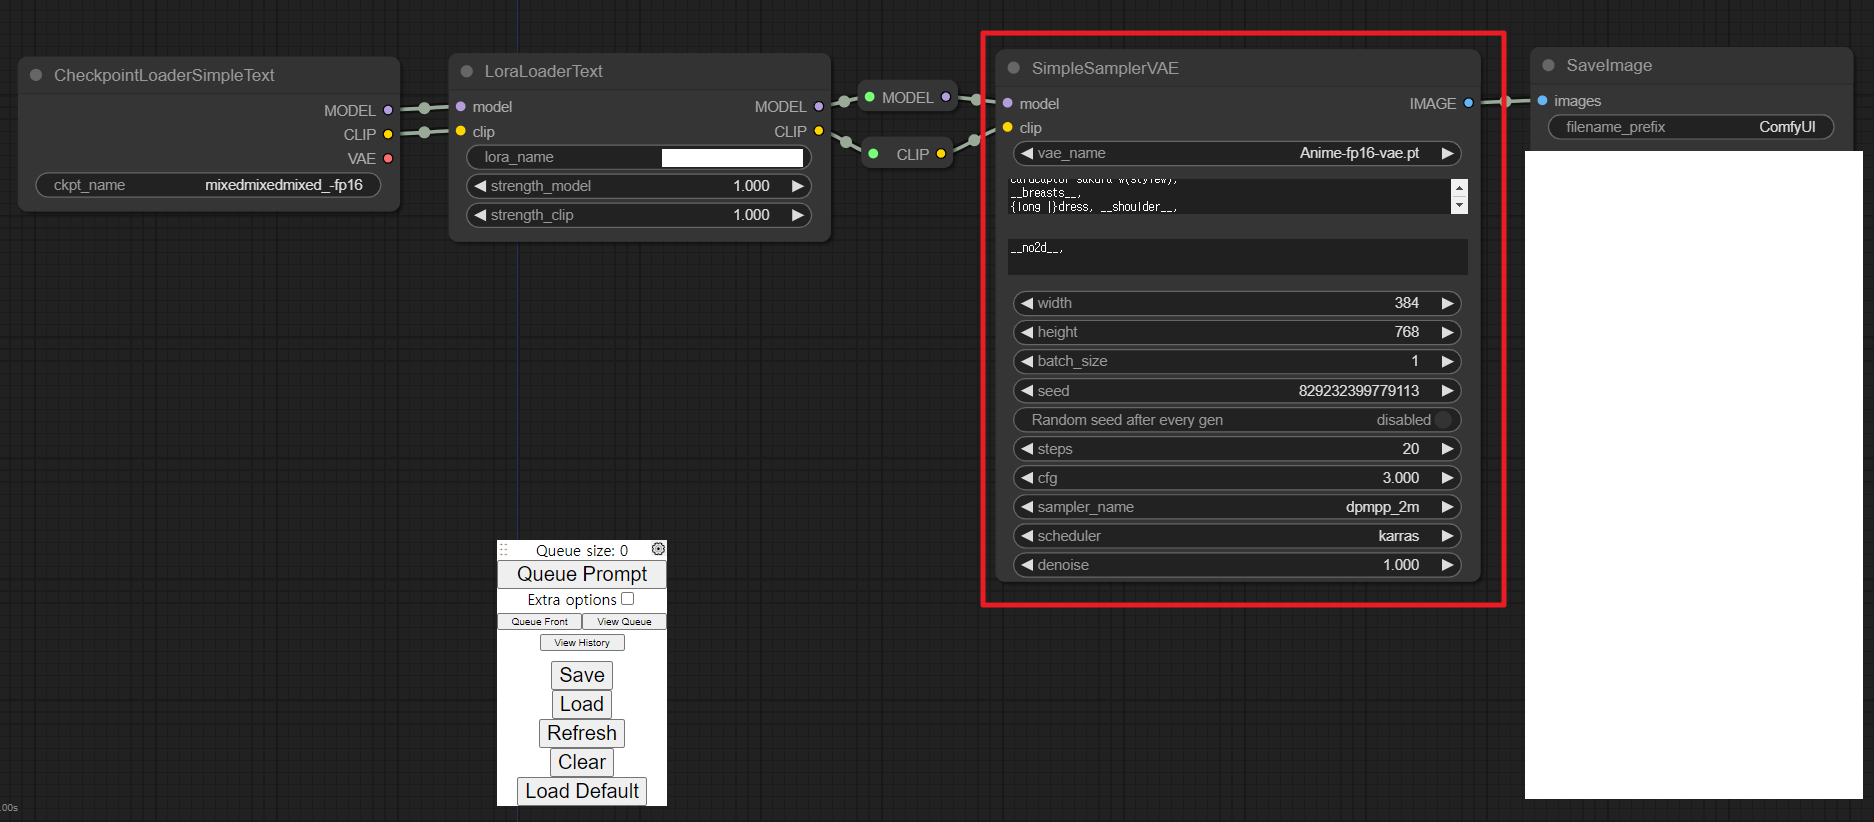 CheckpointLoaderSimpleText
MODEL
CLIP
VAE
ckpt_name mixedmixedmixed_-fp16
LoraLoaderText
model MODEL
clip CLIP
lora_name
strength_model 1.000
strength_clip 1.000
MODEL
CLIP
SimpleSamplerVAE
model IMAGE
clip
vae_name Anime-fp16-vae.pt
cardcaptor sakura w(stylew),
__breasts__,
{long |}dress, __shoulder__,
__no2d__,
width 384
height 768
batch_size 1
seed 829232399779113
Random seed after every gen disabled
steps 20
cfg 3.000
sampler_name dpmpp_2m
scheduler karras
denoise 1.000
SaveImage
images
filename_prefix ComfyUI
Queue size: 0
Queue Prompt
Extra options
Queue Front View Queue
View History
Save
Load
Refresh
Clear
Load Default
.00s